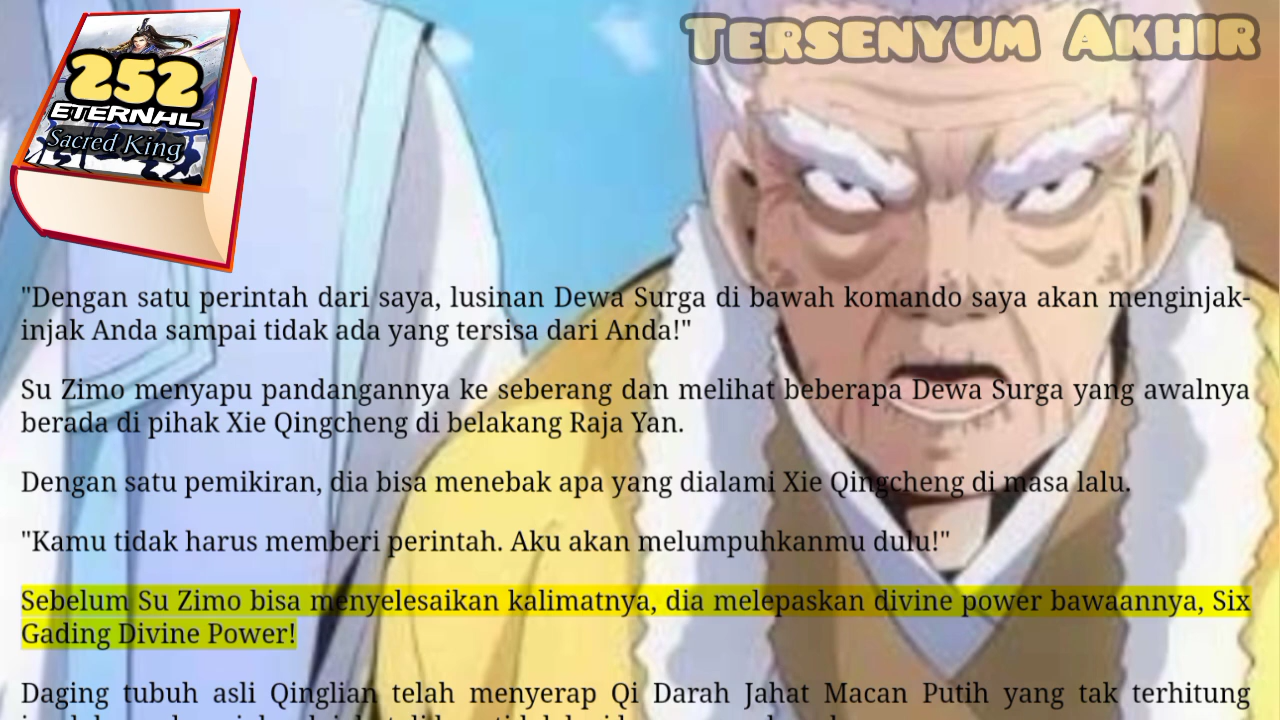 TERSENYUM AKHIR
252
ETERNAL
Sacred King
"Dengan satu perintah dari saya, lusinan Dewa Surga di bawah komando saya akan menginjak-
injak Anda sampai tidak ada yang tersisa dari Anda!"
Su Zimo menyapu pandangannya ke seberang dan melihat beberapa Dewa Surga yang awalnya
berada di pihak Xie Qingcheng di belakang Raja Yan.
Dengan satu pemikiran, dia bisa menebak apa yang dialami Xie Qingcheng di masa lalu.
"Kamu tidak harus memberi perintah. Aku akan melumpuhkanmu dulu!"
Sebelum Su Zimo bisa menyelesaikan kalimatnya, dia melepaskan divine power bawaannya, Six
Gading Divine Power!
Daging tubuh asli Qinglian telah menyerap Qi Darah Jahat Macan Putih yang tak terhitung